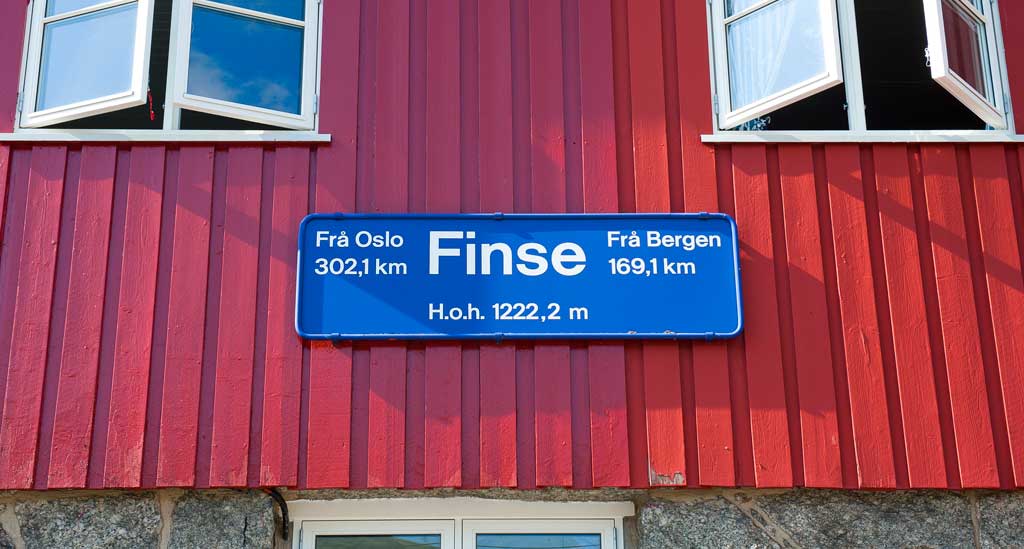 Frå Oslo
302,1 km
Finse
Frå Bergen
169,1 km
H.o.h. 1222,2 m